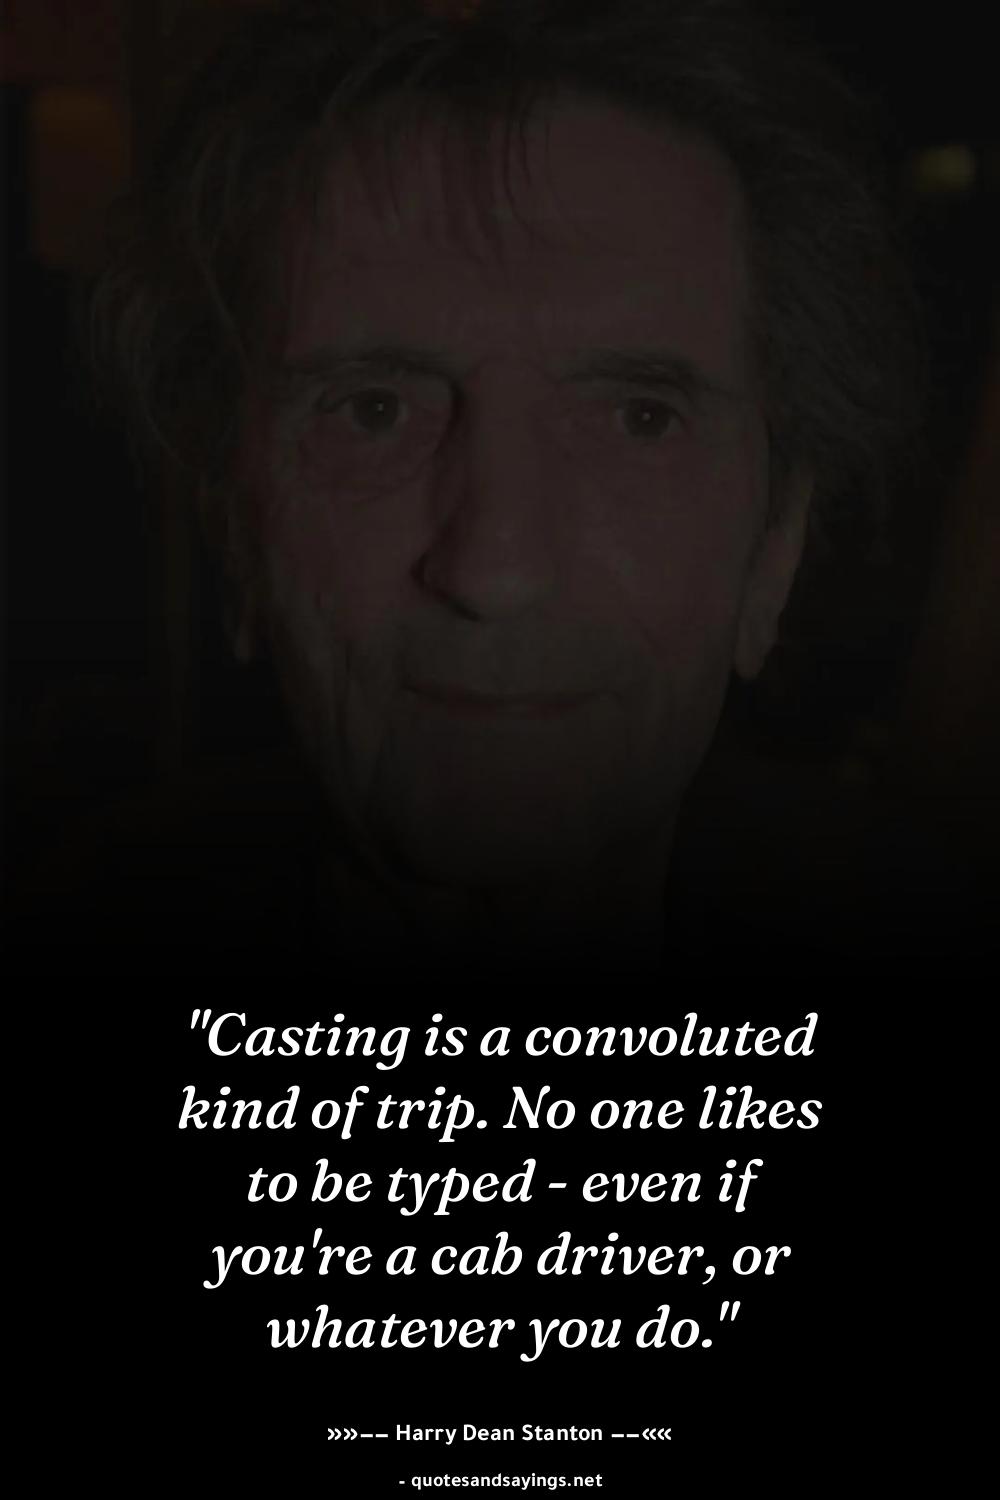 "Casting is a convoluted
kind of trip. No one likes
to be typed - even if
you're a cab driver, or
whatever you do."
»»−− Harry Dean Stanton −−««
- quotesandsayings.net